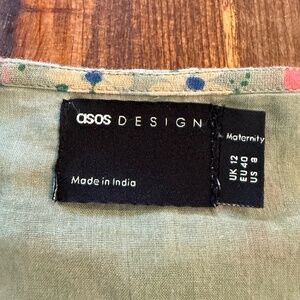 asos DESIGN
Made in India
Maternity
UK 12
EU 40
US 8